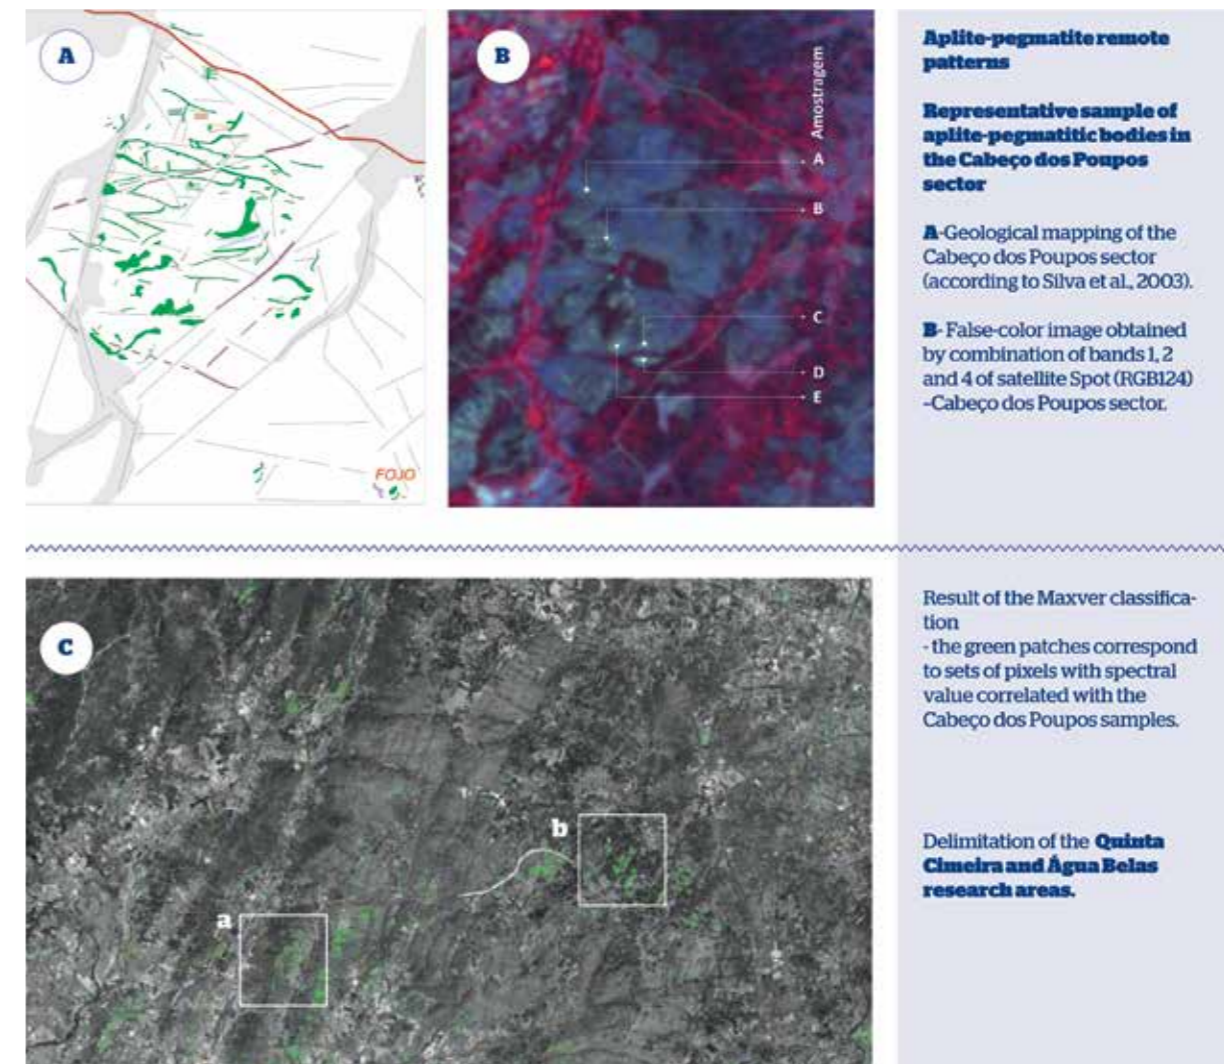 A
FOJO
B
Amostragem
A
B
C
D
E
Aplite-pegmatite remote
patterns
Representative sample of
aplite-pegmatitic bodies in
the Cabeço dos Poupos
sector
A-Geological mapping of the
Cabeço dos Poupos sector
(according to Silva et al., 2003).
B- False-color image obtained
by combination of bands 1, 2
and 4 of satellite Spot (RGB124)
–Cabeço dos Poupos sector.
C
a
b
Result of the Maxver classifica-
tion
- the green patches correspond
to sets of pixels with spectral
value correlated with the
Cabeço dos Poupos samples.
Delimitation of the Quinta
Cimeira and Água Belas
research areas.